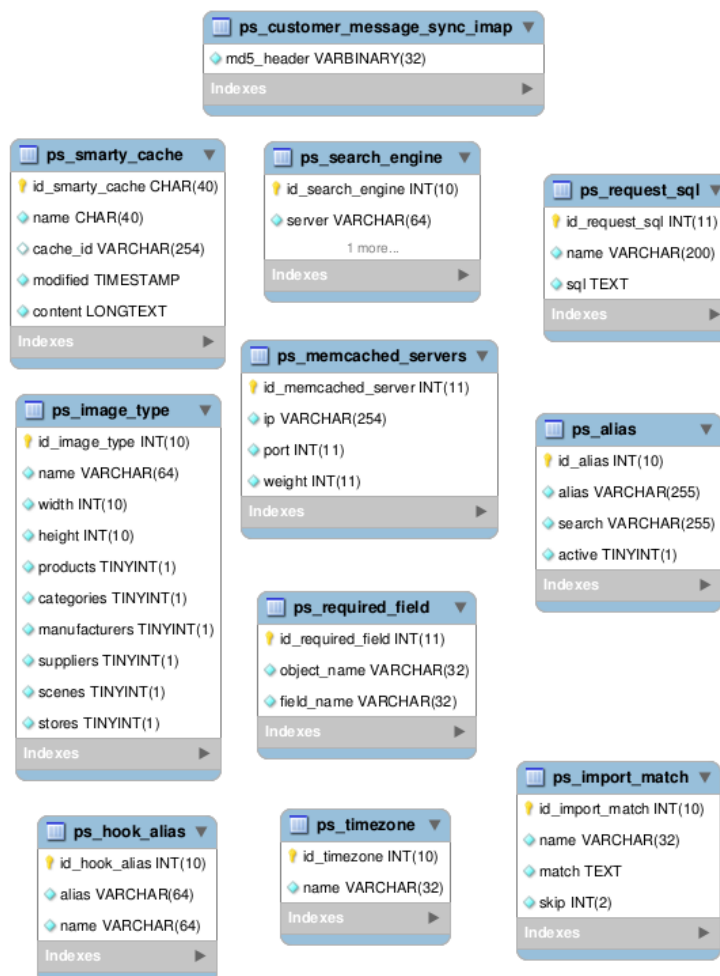 ps_customer_message_sync_imap
md5_header VARBINARY(32)
Indexes
ps_smarty_cache
id_smarty_cache CHAR(40)
name CHAR(40)
cache_id VARCHAR(254)
modified TIMESTAMP
content LONGTEXT
Indexes
ps_search_engine
id_search_engine INT(10)
server VARCHAR(64)
1 more...
Indexes
ps_request_sql
id_request_sql INT(11)
name VARCHAR(200)
sql TEXT
Indexes
ps_memcached_servers
id_memcached_server INT(11)
ip VARCHAR(254)
port INT(11)
weight INT(11)
Indexes
ps_image_type
id_image_type INT(10)
name VARCHAR(64)
width INT(10)
height INT(10)
products TINYINT(1)
categories TINYINT(1)
manufacturers TINYINT(1)
suppliers TINYINT(1)
scenes TINYINT(1)
stores TINYINT(1)
Indexes
ps_alias
id_alias INT(10)
alias VARCHAR(255)
search VARCHAR(255)
active TINYINT(1)
Indexes
ps_required_field
id_required_field INT(11)
object_name VARCHAR(32)
field_name VARCHAR(32)
Indexes
ps_import_match
id_import_match INT(10)
name VARCHAR(32)
match TEXT
skip INT(2)
Indexes
ps_hook_alias
id_hook_alias INT(10)
alias VARCHAR(64)
name VARCHAR(64)
Indexes
ps_timezone
id_timezone INT(10)
name VARCHAR(32)
Indexes